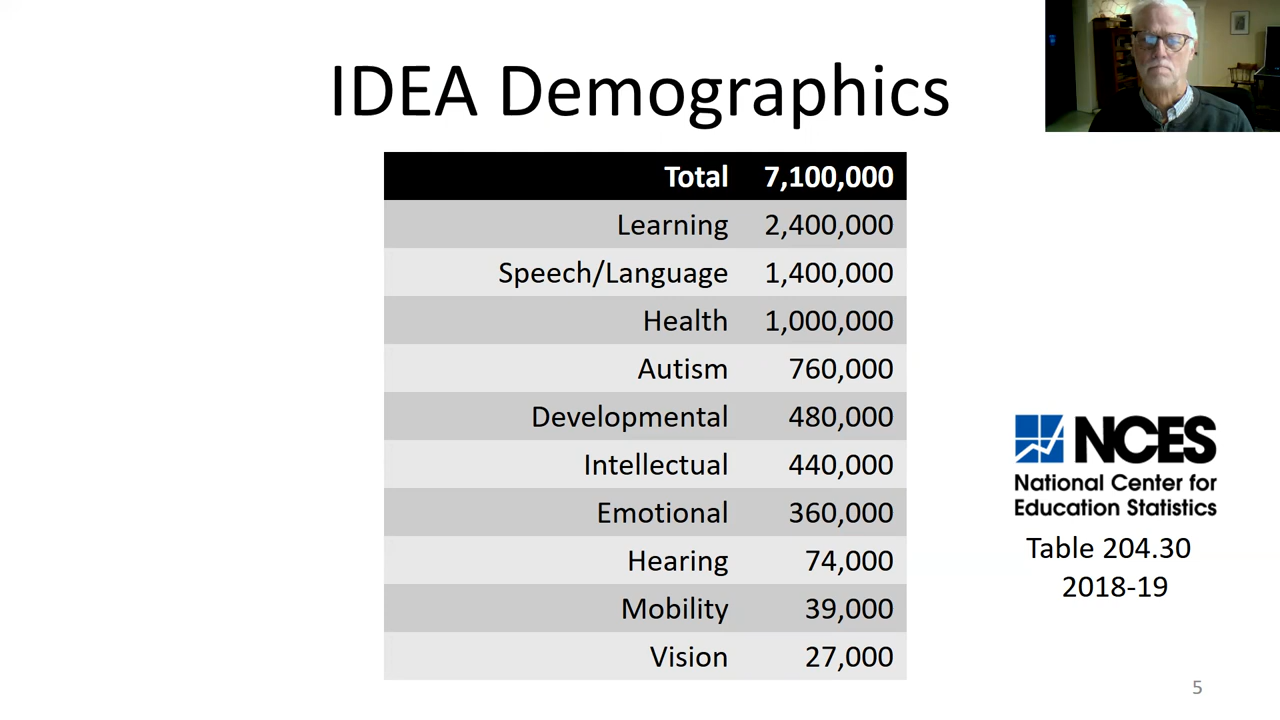 IDEA Demographics
Total 7,100,000
Learning 2,400,000
Speech/Language 1,400,000
Health 1,000,000
Autism 760,000
Developmental 480,000
Intellectual 440,000
Emotional 360,000
Hearing 74,000
Mobility 39,000
Vision 27,000
NCES
National Center for
Education Statistics
Table 204.30
2018-19
5